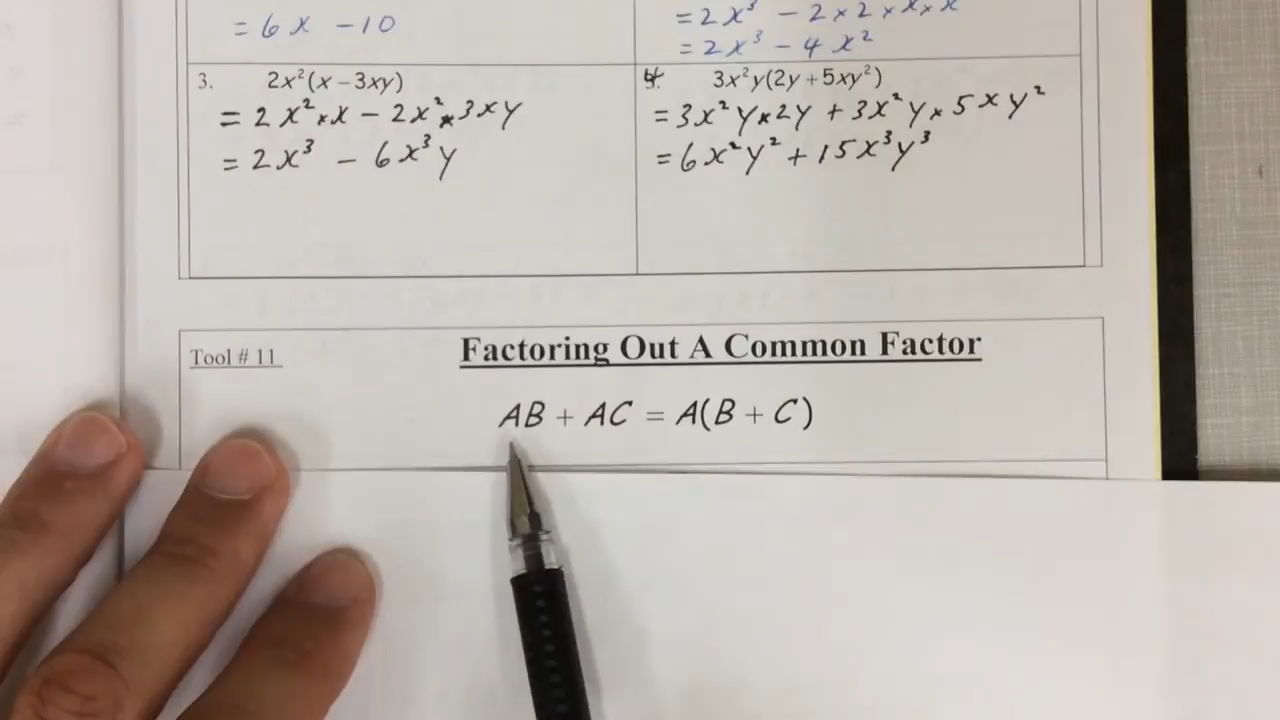 = 6x - 10
= 2x³ - 2 × 2 × x × x
= 2x³ - 4x²
3. 2x²(x - 3xy)
= 2x² × x - 2x² × 3xy
= 2x³ - 6x³y
4. 3x²y(2y + 5xy²)
= 3x²y × 2y + 3x²y × 5xy²
= 6x²y² + 15x³y³
Tool # 11
Factoring Out A Common Factor
AB + AC = A(B + C)